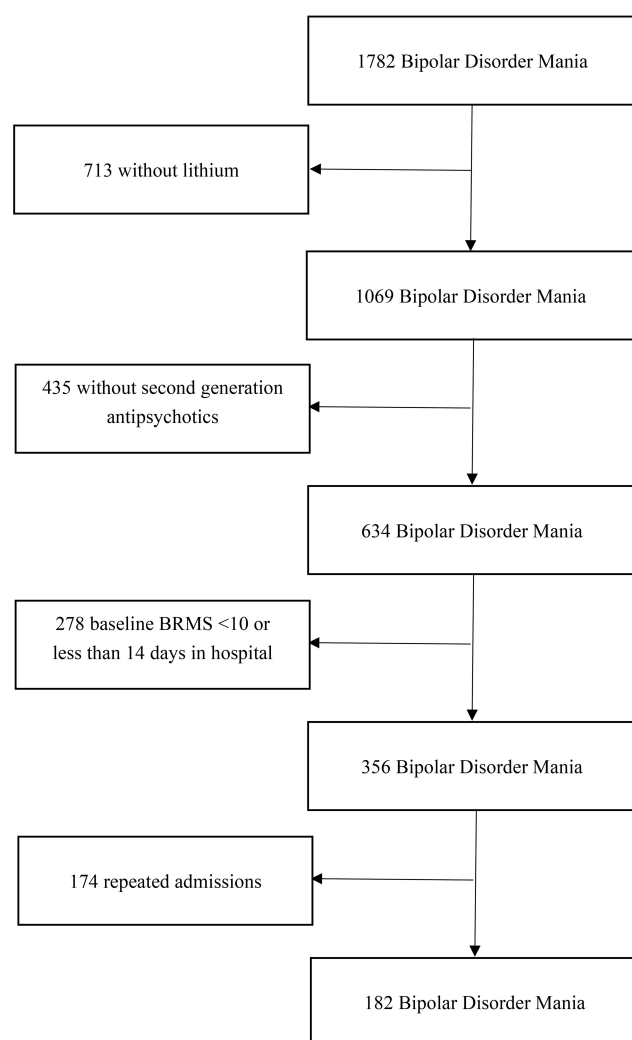 1782 Bipolar Disorder Mania
713 without lithium
1069 Bipolar Disorder Mania
435 without second generation
antipsychotics
634 Bipolar Disorder Mania
278 baseline BRMS <10 or
less than 14 days in hospital
356 Bipolar Disorder Mania
174 repeated admissions
182 Bipolar Disorder Mania